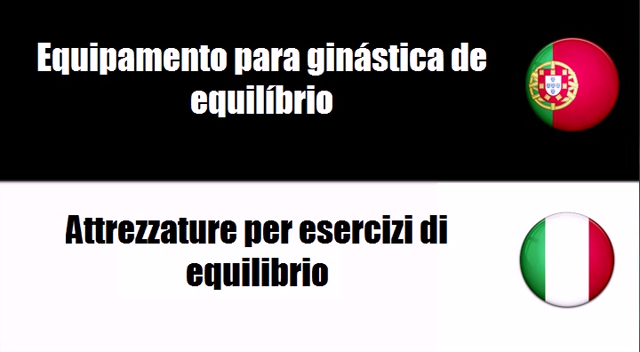 Equipamento para ginástica de
equilíbrio
Attrezzature per esercizi di
equilibrio